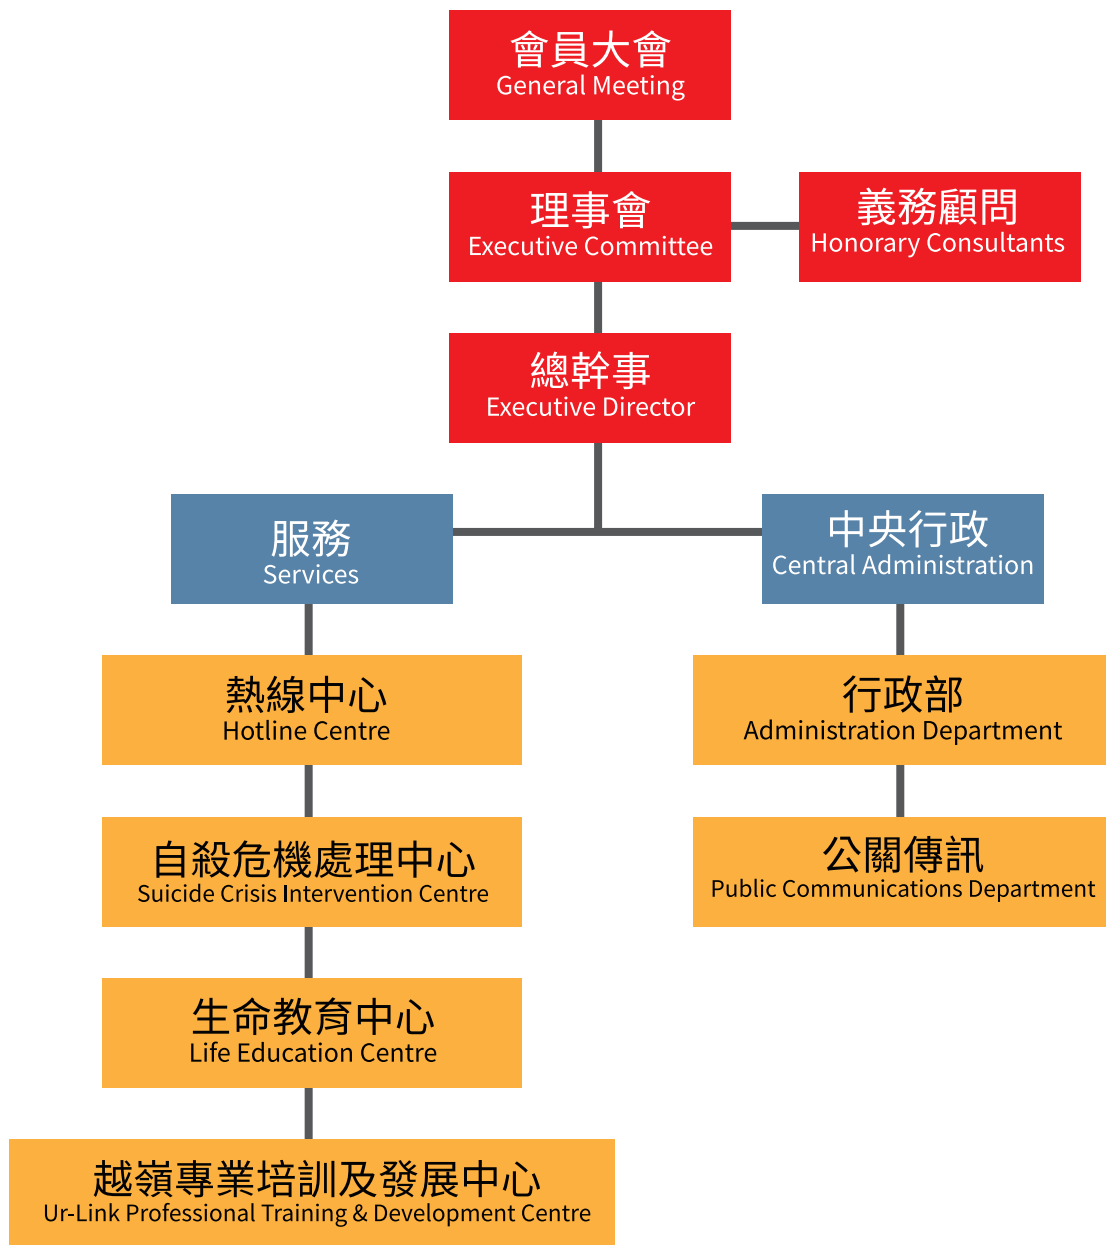 會員大會
General Meeting
理事會
Executive Committee
義務顧問
Honorary Consultants
總幹事
Executive Director
服務
Services
中央行政
Central Administration
熱線中心
Hotline Centre
行政部
Administration Department
自殺危機處理中心
Suicide Crisis Intervention Centre
公關傳訊
Public Communications Department
生命教育中心
Life Education Centre
越嶺專業培訓及發展中心
Ur-Link Professional Training & Development Centre